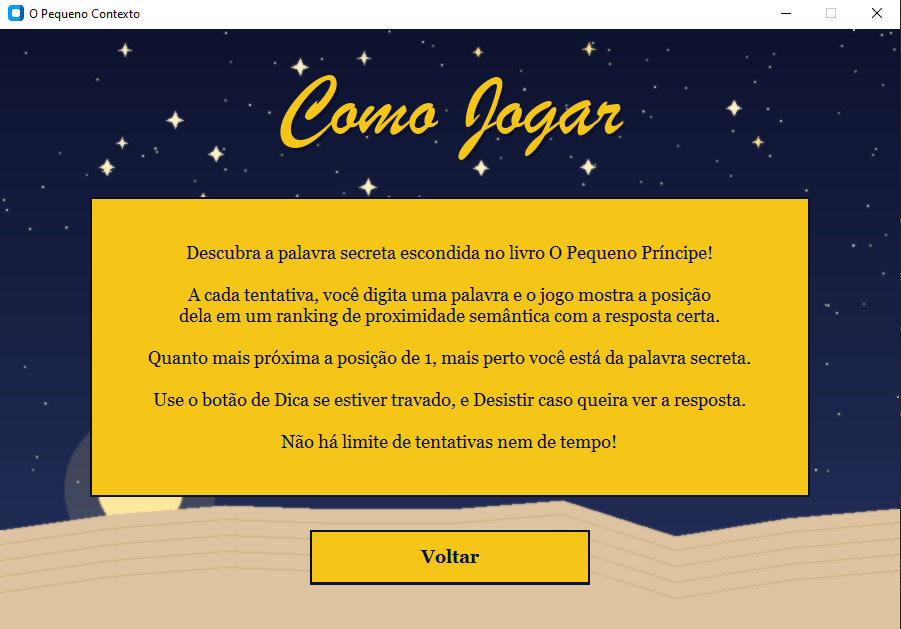 O Pequeno Contexto
Como Jogar
Descubra a palavra secreta escondida no livro O Pequeno Príncipe!
A cada tentativa, você digita uma palavra e o jogo mostra a posição
dela em um ranking de proximidade semântica com a resposta certa.
Quanto mais próxima a posição de 1, mais perto você está da palavra secreta.
Use o botão de Dica se estiver travado, e Desistir caso queira ver a resposta.
Não há limite de tentativas nem de tempo!
Voltar